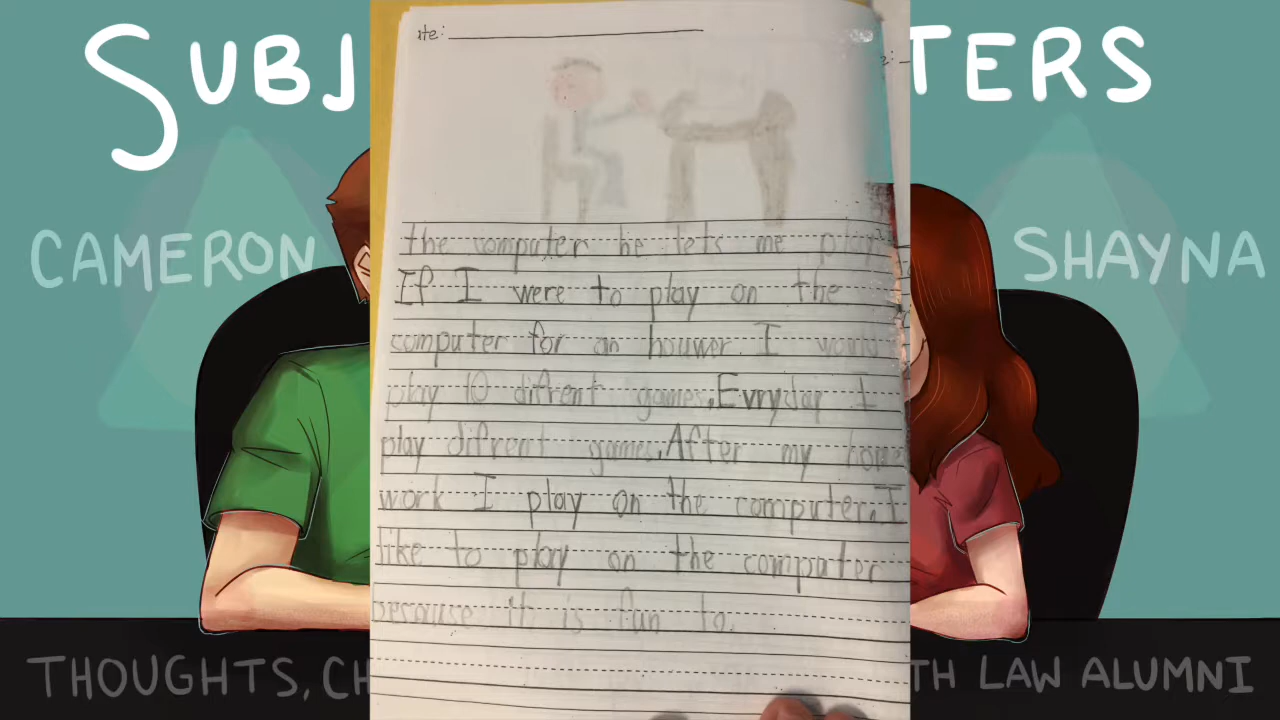 SUBJ TERS
CAMERON
SHAYNA
ate:
the computer he lets me play
If I were to play on the
computer for an houwer. I would
play 10 difrent games. Evryday I
play difrent games. After my home
work I play on the computer. I
like to play on the computer
because it is fun to.
THOUGHTS, CH TH LAW ALUMNI